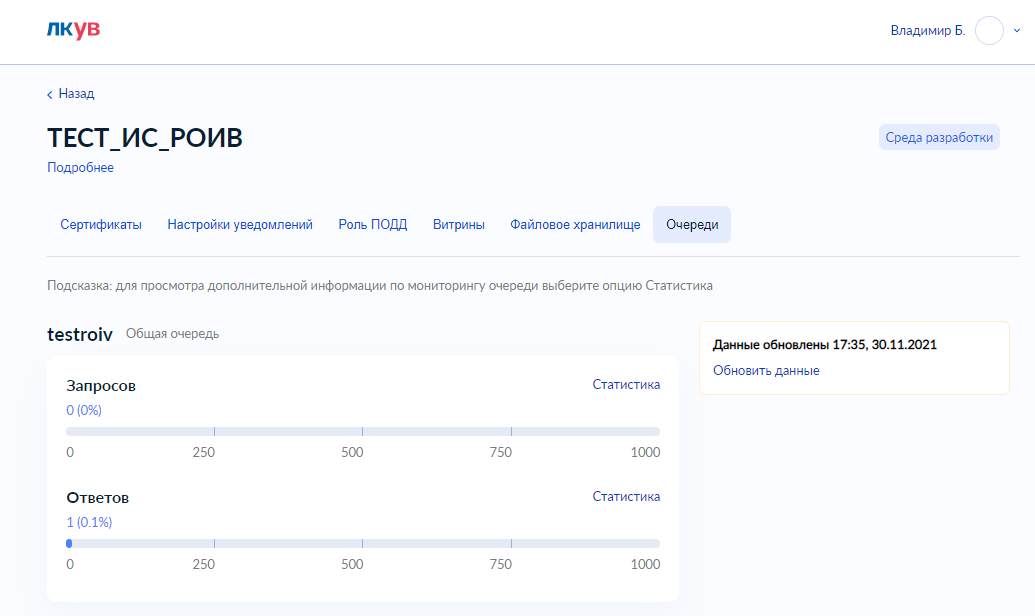 лкув
Владимир Б.
Назад
ТЕСТ_ИС_РОИВ
Среда разработки
Подробнее
Сертификаты Настройки уведомлений Роль ПОДД Витрины Файловое хранилище Очереди
Подсказка: для просмотра дополнительной информации по мониторингу очереди выберите опцию Статистика
testroiv Общая очередь
Данные обновлены 17:35, 30.11.2021
Обновить данные
Запросов Статистика
0 (0%)
0 250 500 750 1000
Ответов Статистика
1 (0.1%)
0 250 500 750 1000